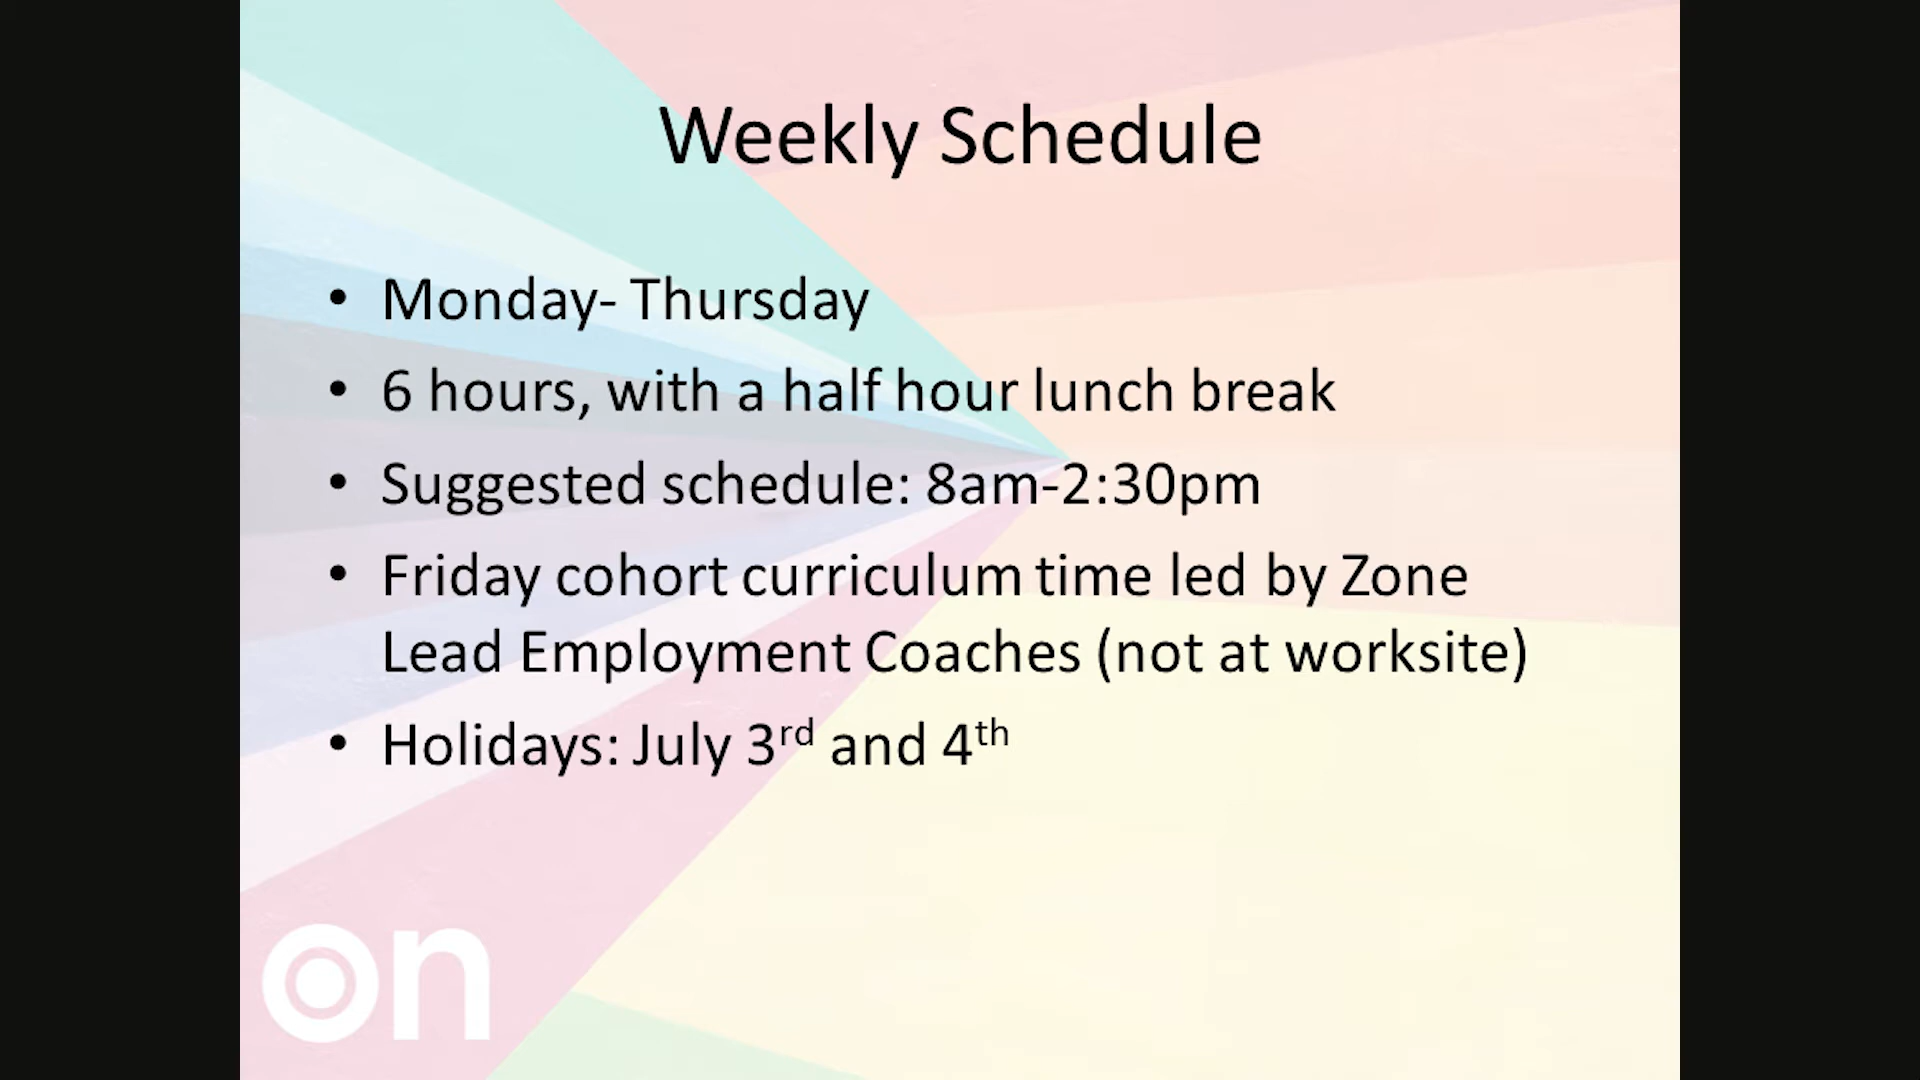 Weekly Schedule
• Monday- Thursday
• 6 hours, with a half hour lunch break
• Suggested schedule: 8am-2:30pm
• Friday cohort curriculum time led by Zone
Lead Employment Coaches (not at worksite)
• Holidays: July 3rd and 4th
on